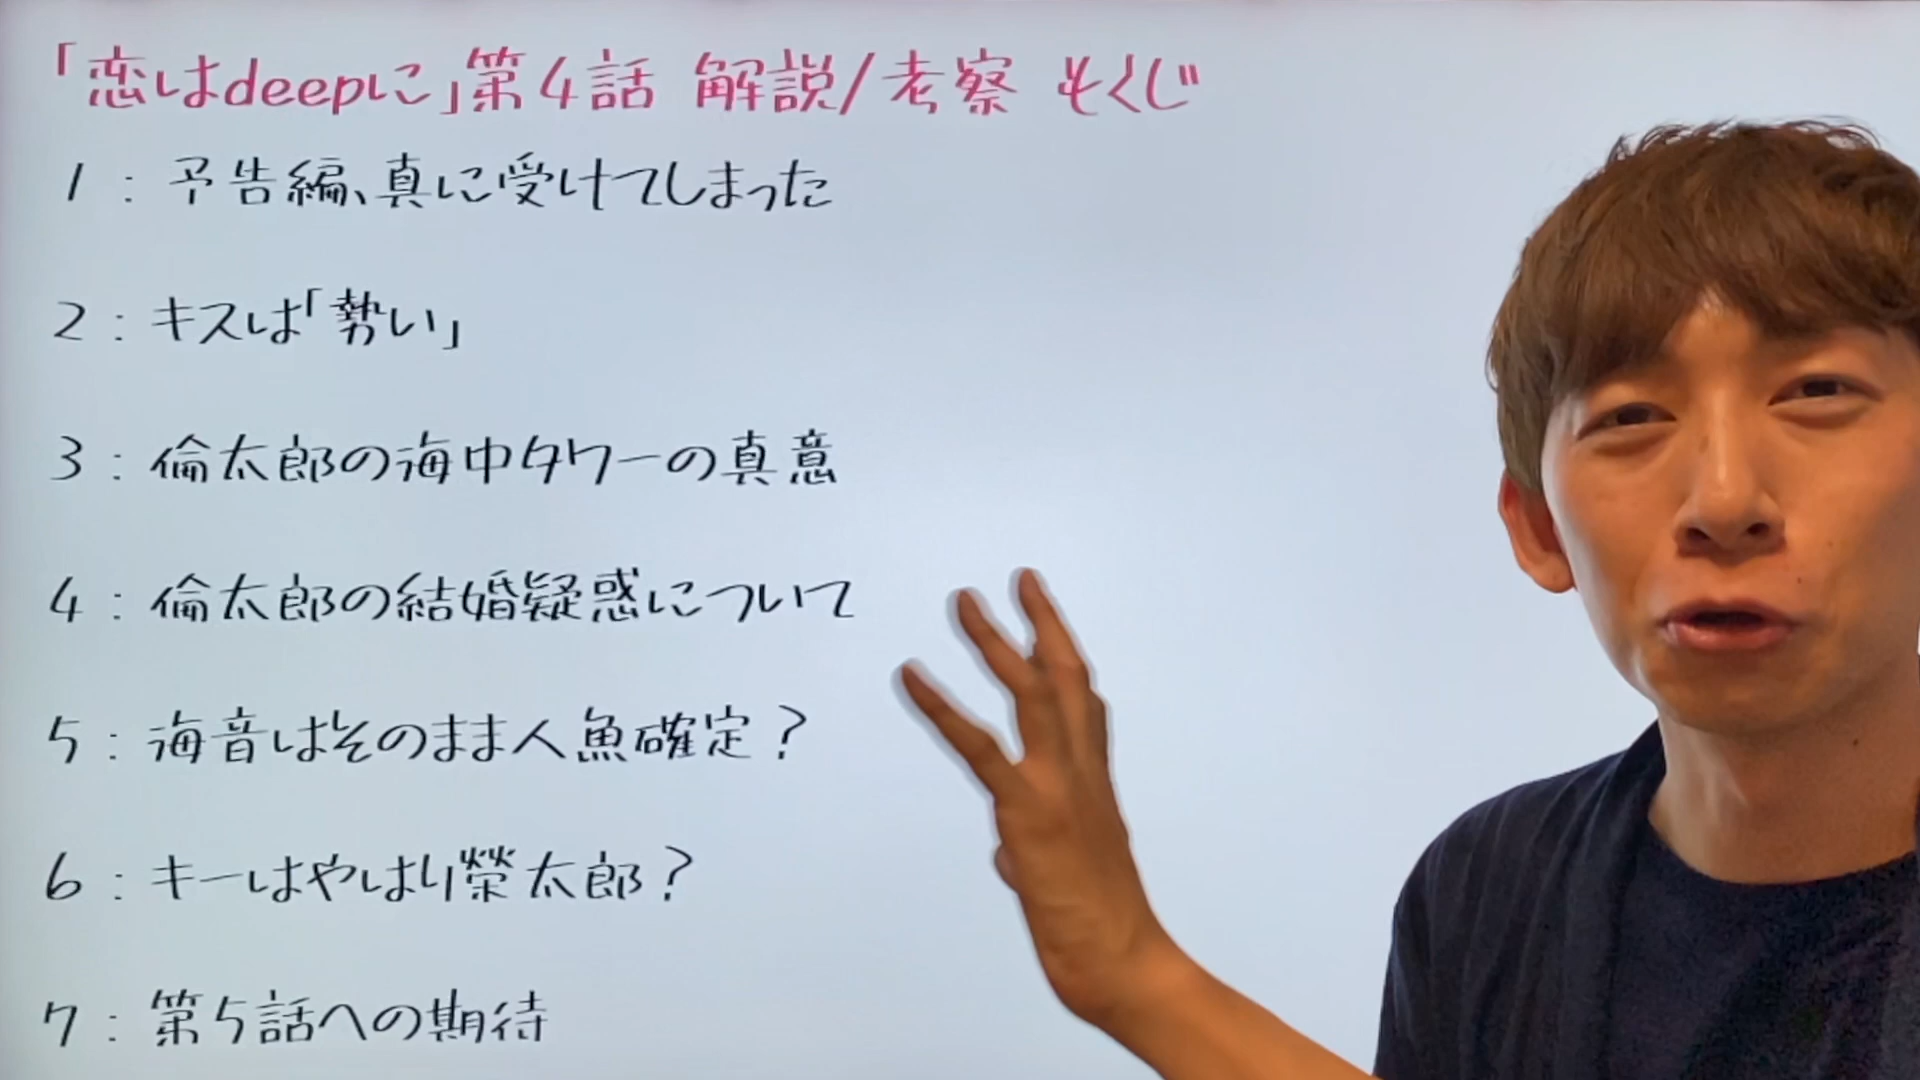 「恋はdeepに」第4話 解説/考察 もくじ
1：予告編、真に受けてしまった
2：キスは「勢い」
3：倫太郎の海中タワーの真意
4：倫太郎の結婚疑惑について
5：海音はそのまま人魚確定？
6：キーはやはり榮太郎？
7：第5話への期待